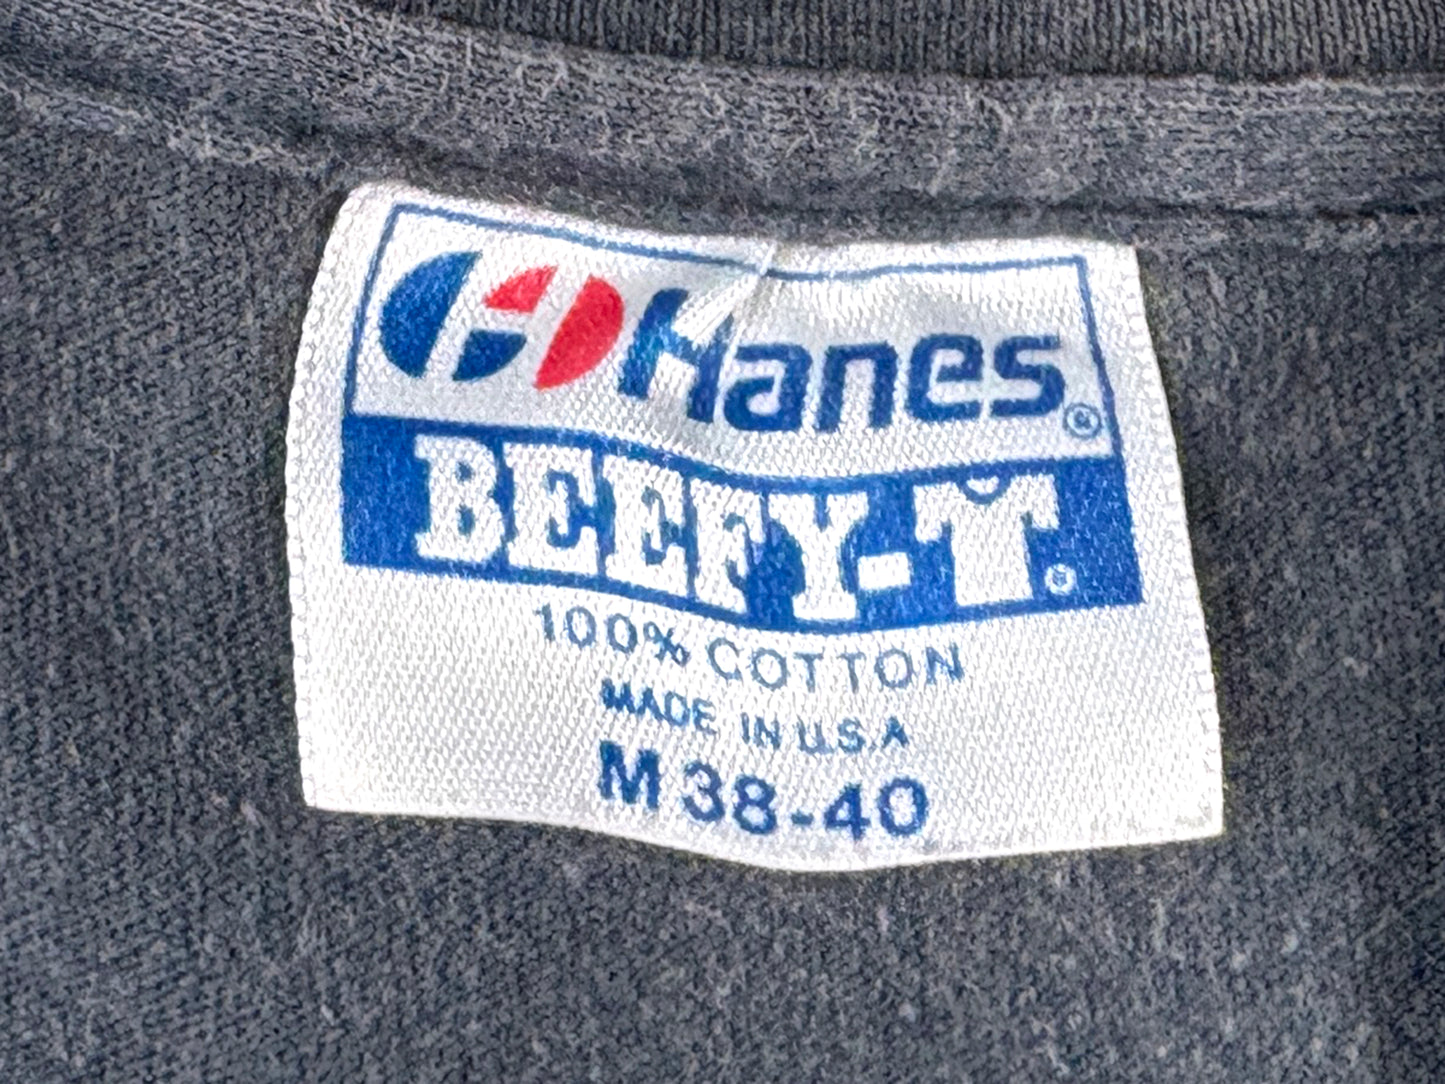 Hanes®
BEEFY-T®
100% COTTON
MADE IN U.S.A
M 38-40